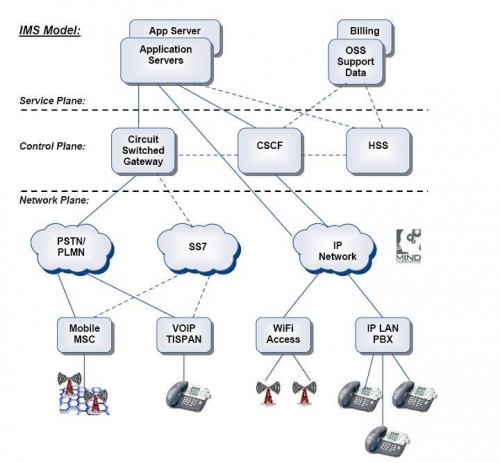 IMS Model:
App Server
Application
Servers
Billing
OSS
Support
Data
Service Plane:
Control Plane:
Circuit
Switched
Gateway
CSCF
HSS
Network Plane:
PSTN/
PLMN
SS7
IP
Network
MIND
Mobile
MSC
VOIP
TISPAN
WiFi
Access
IP LAN
PBX